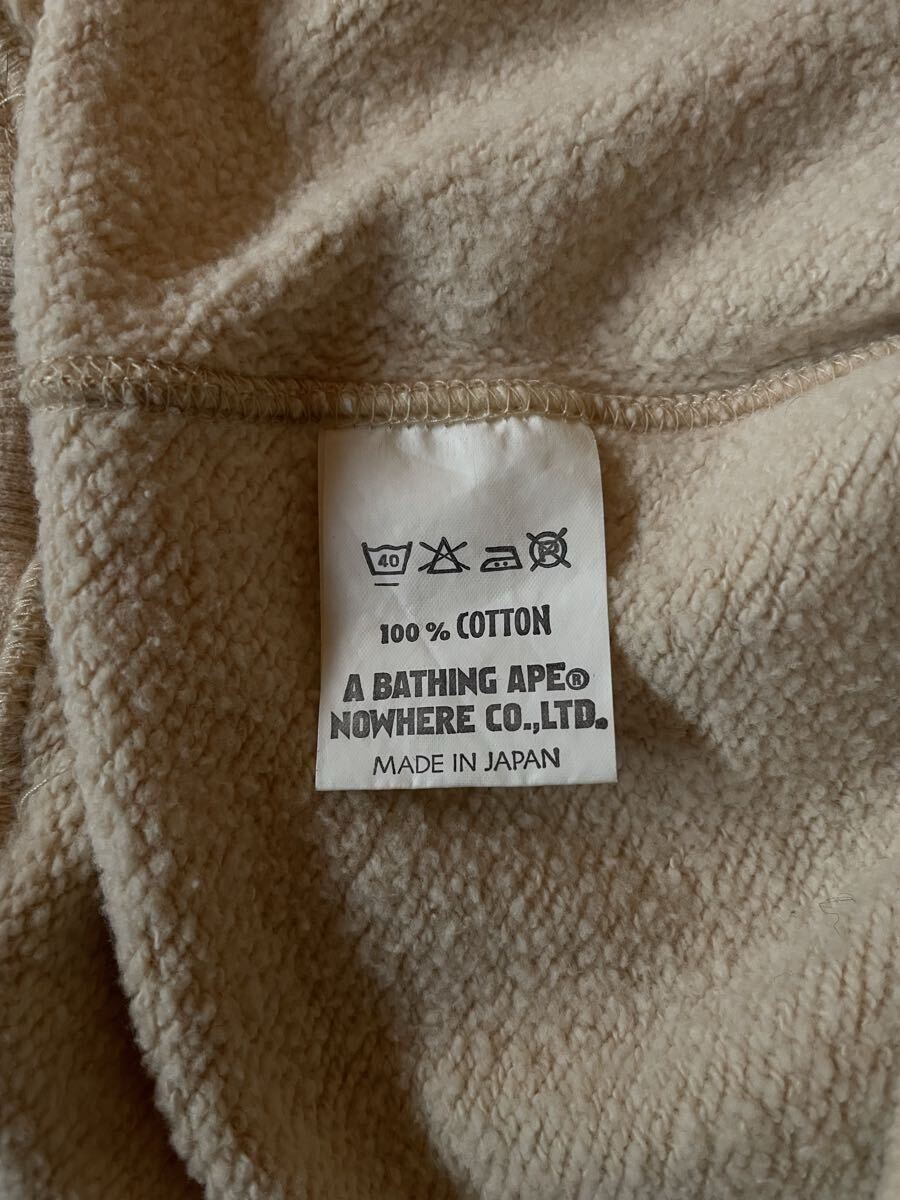 40
100 % COTTON
A BATHING APE®
NOWHERE CO.,LTD.
MADE IN JAPAN